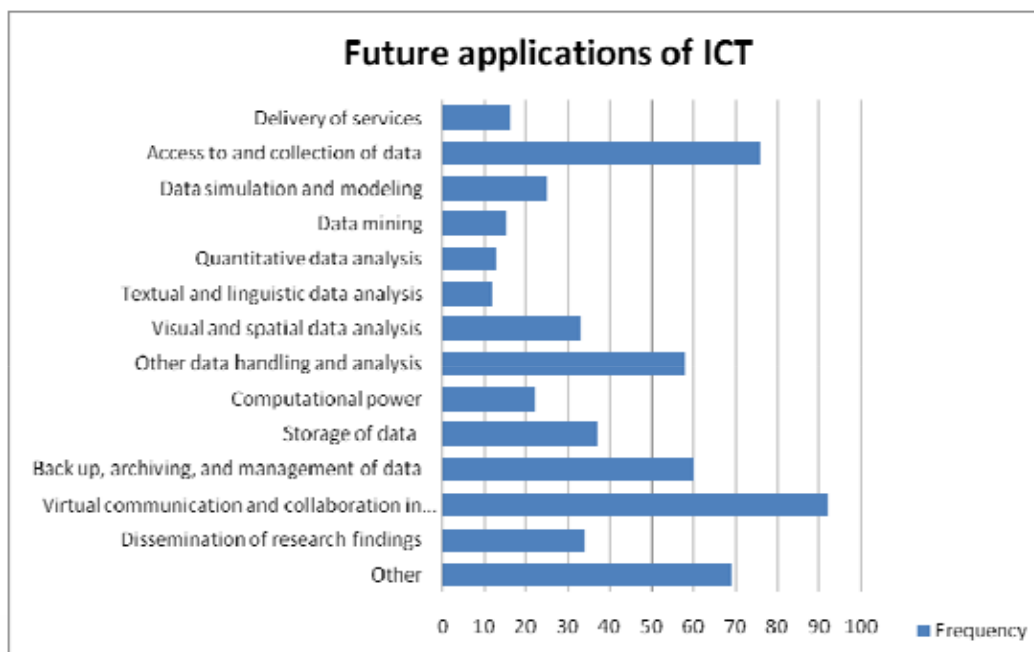 Future applications of ICT
Delivery of services
Access to and collection of data
Data simulation and modeling
Data mining
Quantitative data analysis
Textual and linguistic data analysis
Visual and spatial data analysis
Other data handling and analysis
Computational power
Storage of data
Back up, archiving, and management of data
Virtual communication and collaboration in...
Dissemination of research findings
Other
0 10 20 30 40 50 60 70 80 90 100
Frequency